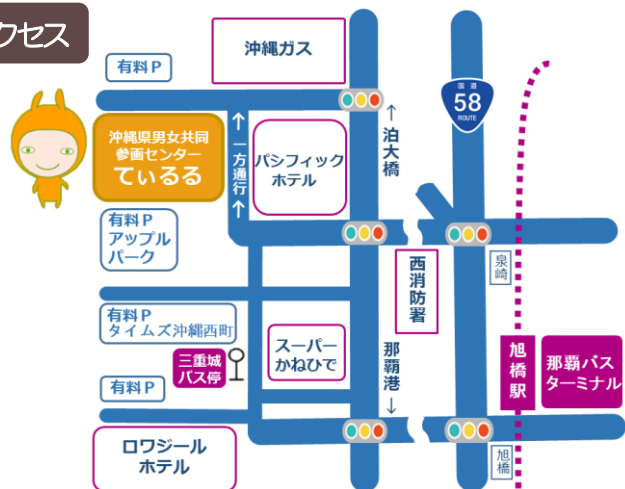 クセス
有料P
沖縄ガス
国道
58
ROUTE
沖縄県男女共同
参画センター
てぃるる
↑一方通行↑
パシフィック
ホテル
↑泊大橋
有料P
アップル
パーク
西消防署
泉崎
有料P
タイムズ沖縄西町
三重城
バス停
スーパー
かねひで
那覇港↓
旭橋駅
那覇バス
ターミナル
有料P
ロワジール
ホテル
旭橋